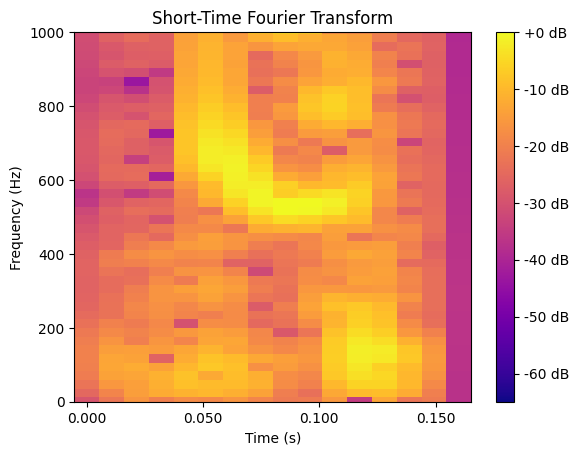 Short-Time Fourier Transform
1000
800
600
400
200
0
Frequency (Hz)
0.000
0.050
0.100
0.150
Time (s)
+0 dB
-10 dB
-20 dB
-30 dB
-40 dB
-50 dB
-60 dB